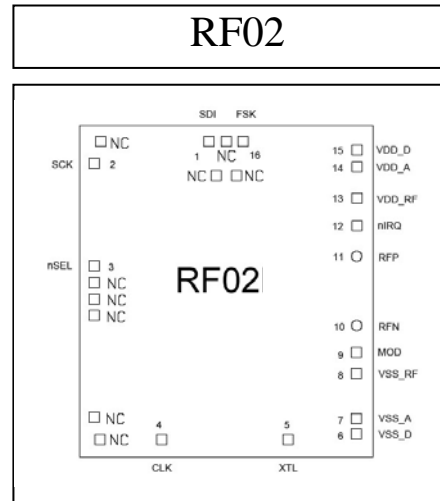 RF02
SDI FSK
NC
1 NC 16
SCK 2
NC NC
15 VDD_D
14 VDD_A
13 VDD_RF
12 nIRQ
11 RFP
nSEL 3
NC
NC
NC
RF02
10 RFN
9 MOD
8 VSS_RF
NC
NC
4
5
7 VSS_A
6 VSS_D
CLK XTL